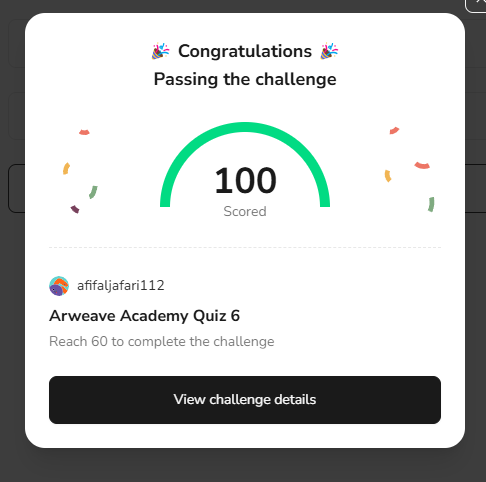 🎉 Congratulations 🎉
Passing the challenge
100
Scored
afifaljafari112
Arweave Academy Quiz 6
Reach 60 to complete the challenge
View challenge details